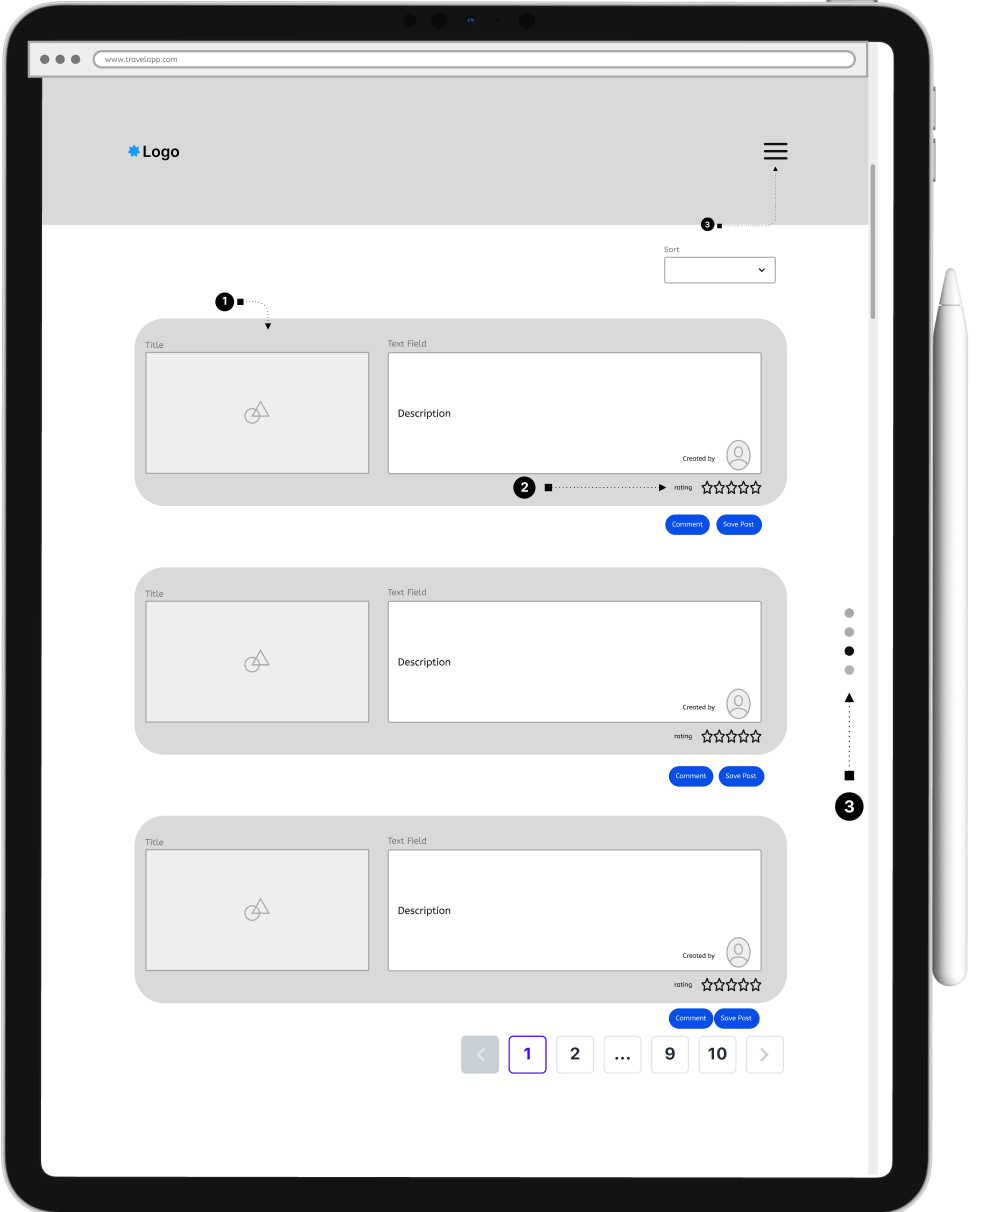 www.travelapp.com
Logo
3
Sort
1
Title
Text Field
Description
Created by
2
rating
Comment
Save Post
Title
Text Field
Description
Created by
rating
Comment
Save Post
3
Title
Text Field
Description
Created by
rating
Comment
Save Post
1
2
...
9
10